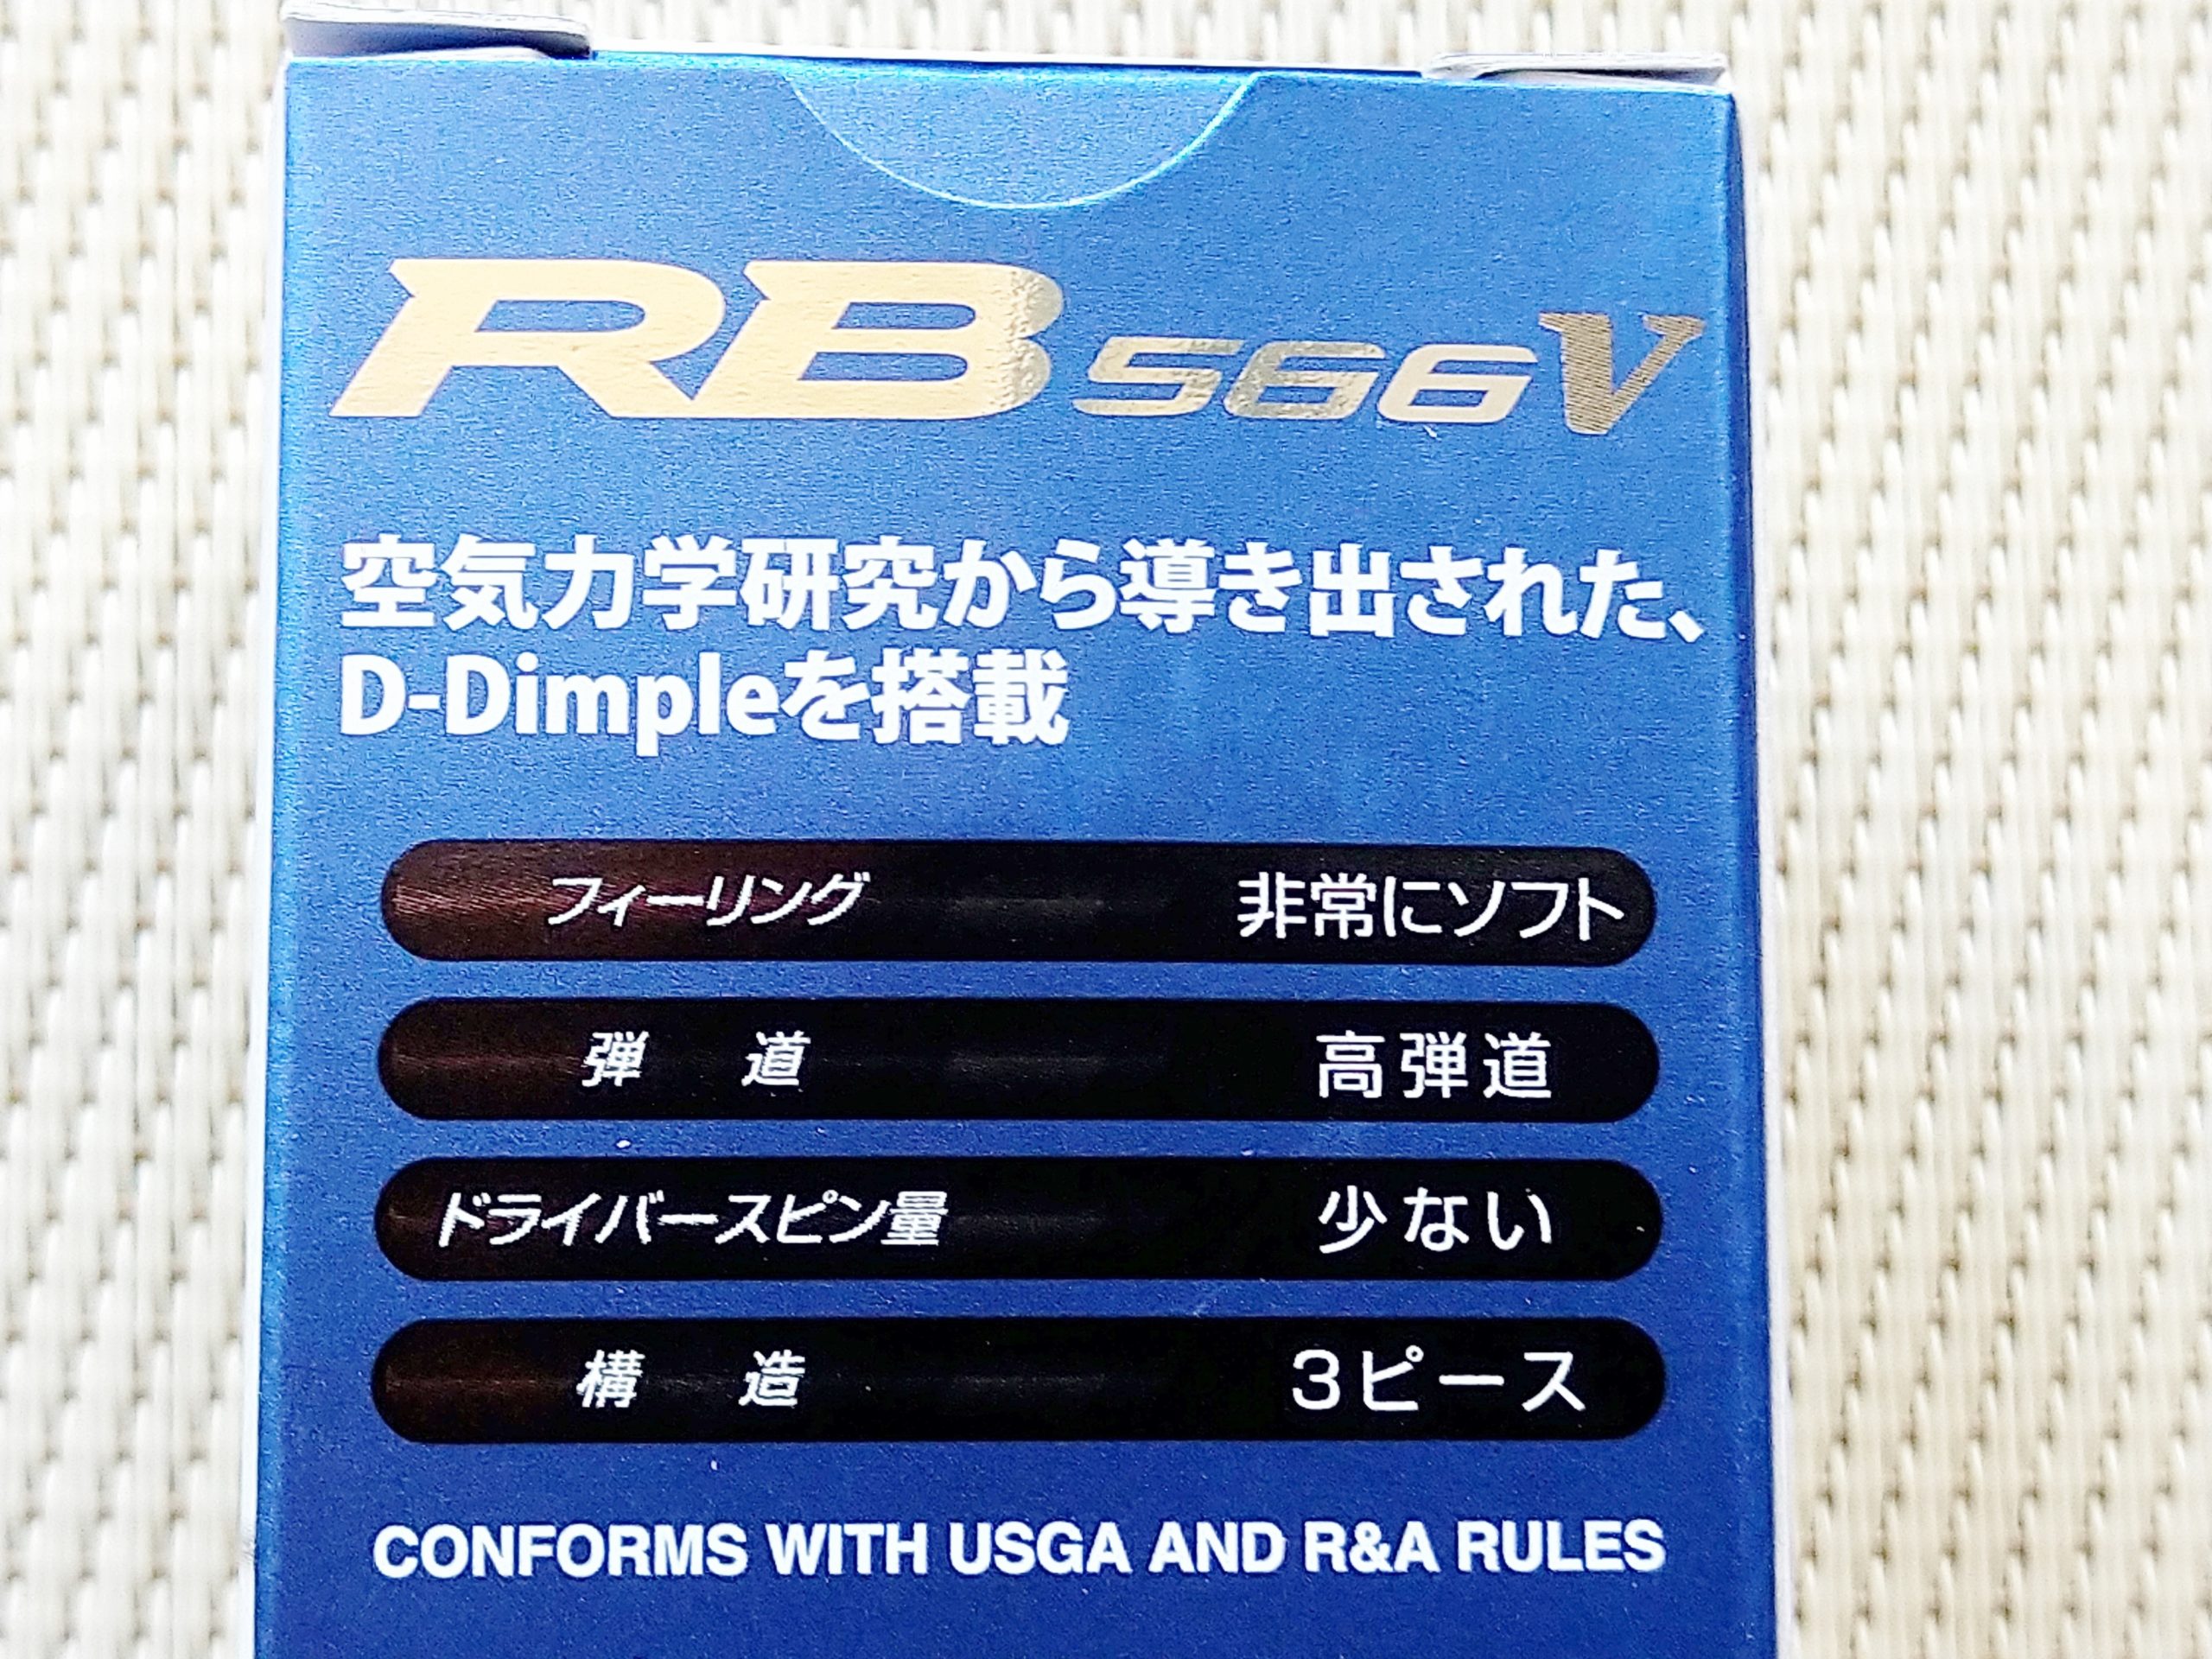 RB 566V
空気力学研究から導き出された、
D-Dimpleを搭載
フィーリング 非常にソフト
弾道 高弾道
ドライバースピン量 少ない
構造 3ピース
CONFORMS WITH USGA AND R&A RULES